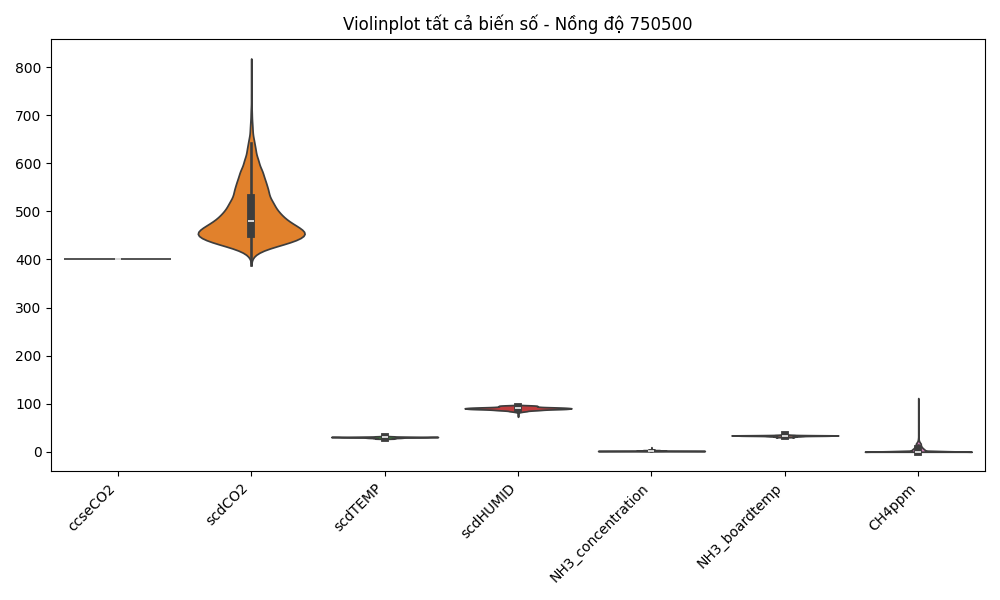 Violinplot tất cả biến số - Nồng độ 750500
800
700
600
500
400
300
200
100
0
ccseCO2
scdCO2
scdTEMP
scdHUMID
NH3_concentration
NH3_boardtemp
CH4ppm